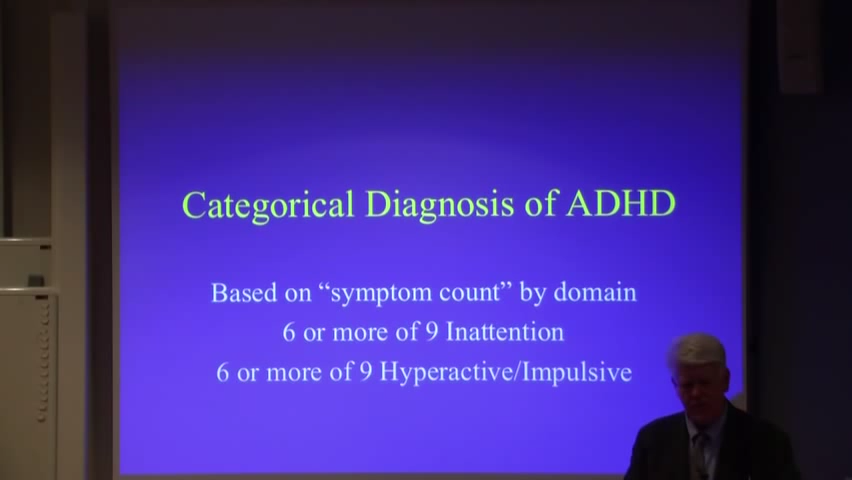 Categorical Diagnosis of ADHD
Based on “symptom count” by domain
6 or more of 9 Inattention
6 or more of 9 Hyperactive/Impulsive